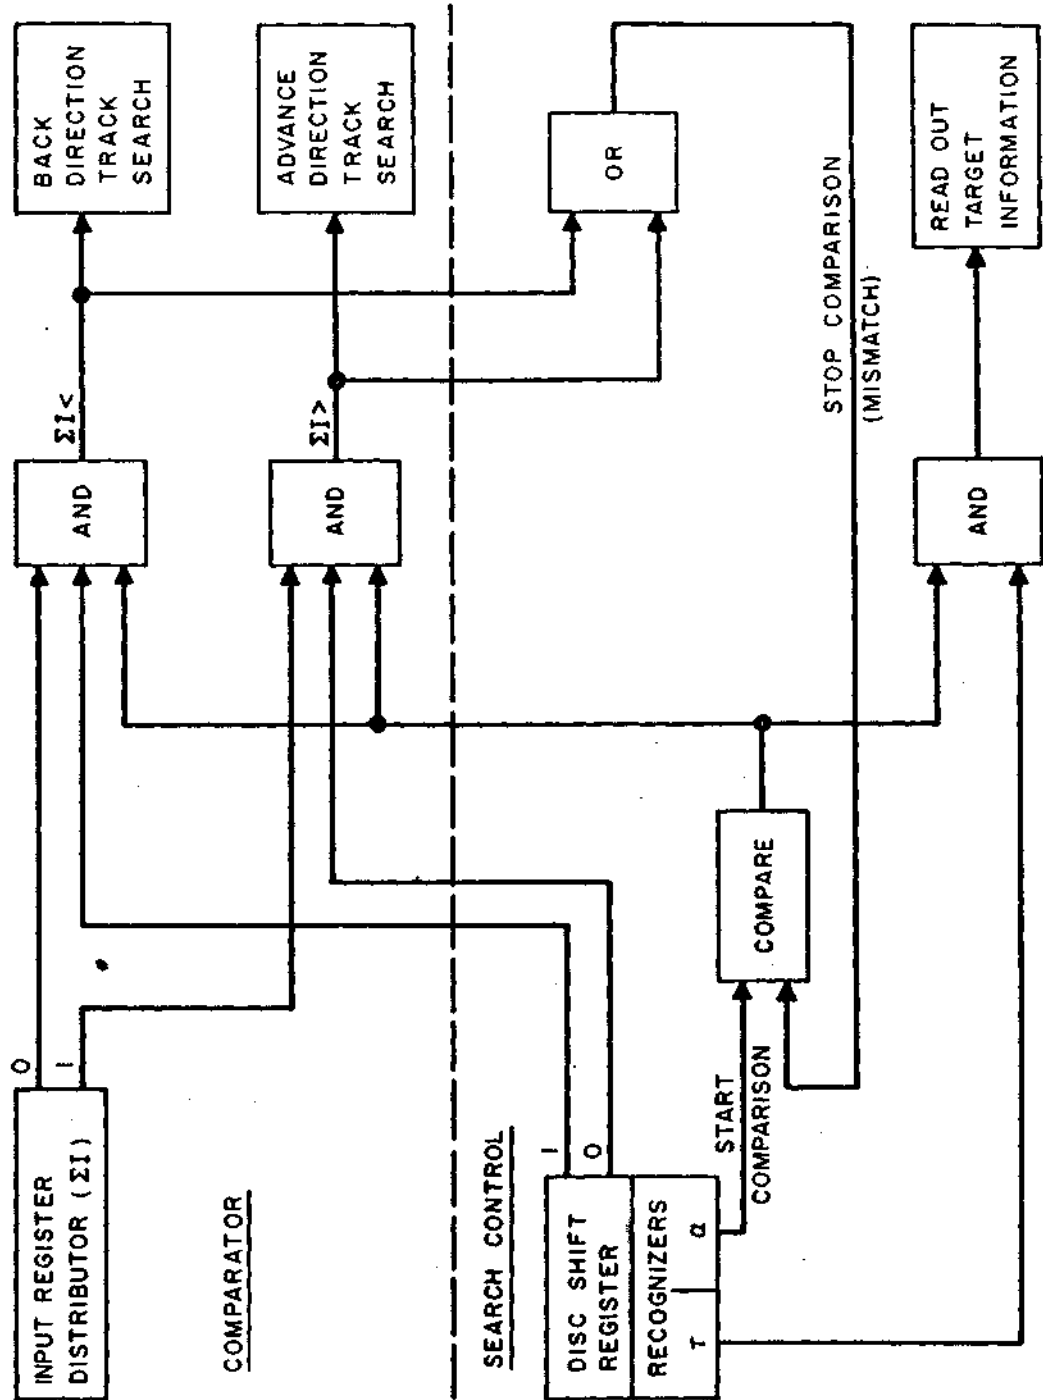 INPUT REGISTER
DISTRIBUTOR (ΣI)
0
1
AND
ΣI<
BACK
DIRECTION
TRACK
SEARCH
COMPARATOR
AND
ΣI>
ADVANCE
DIRECTION
TRACK
SEARCH
SEARCH CONTROL
DISC SHIFT
REGISTER
1
0
RECOGNIZERS
τ
α
START
COMPARISON
COMPARE
OR
STOP COMPARISON
(MISMATCH)
AND
READ OUT
TARGET
INFORMATION